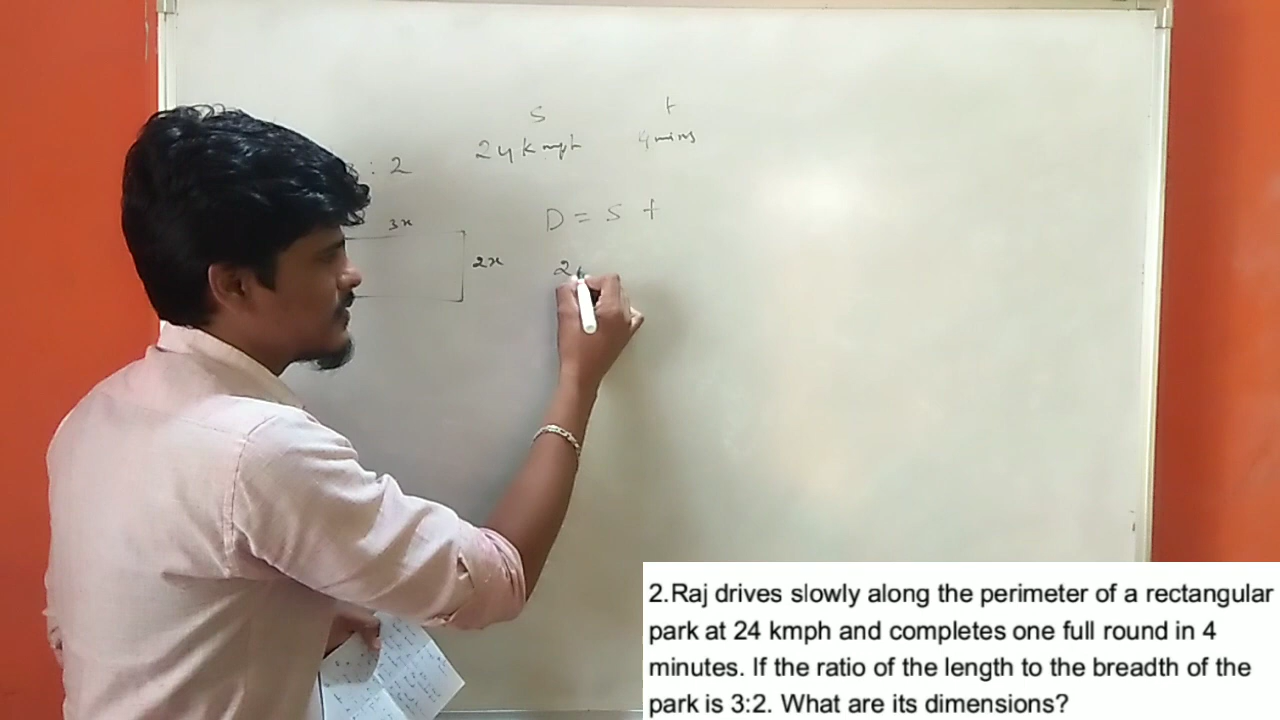 S t
: 2 24 kmph 4 mins
3x
D = S t
2x 2
2.Raj drives slowly along the perimeter of a rectangular
park at 24 kmph and completes one full round in 4
minutes. If the ratio of the length to the breadth of the
park is 3:2. What are its dimensions?